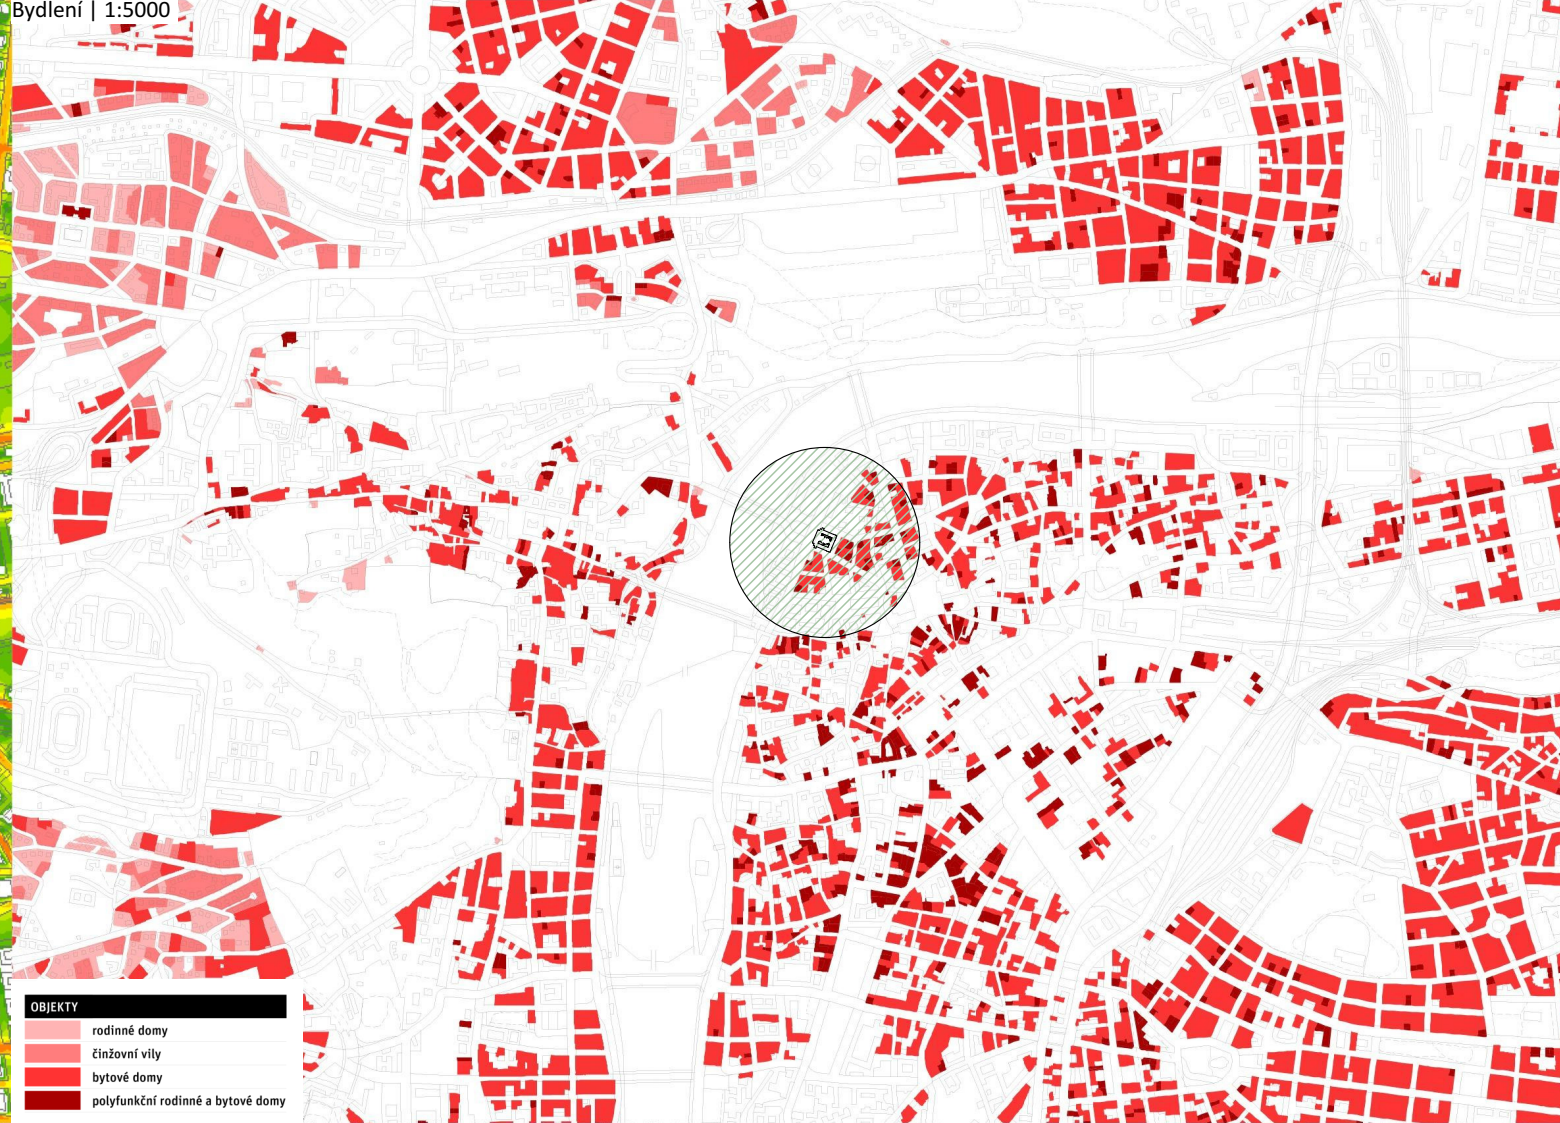 Bydlení | 1:5000
OBJEKTY
rodinné domy
činžovní vily
bytové domy
polyfunkční rodinné a bytové domy